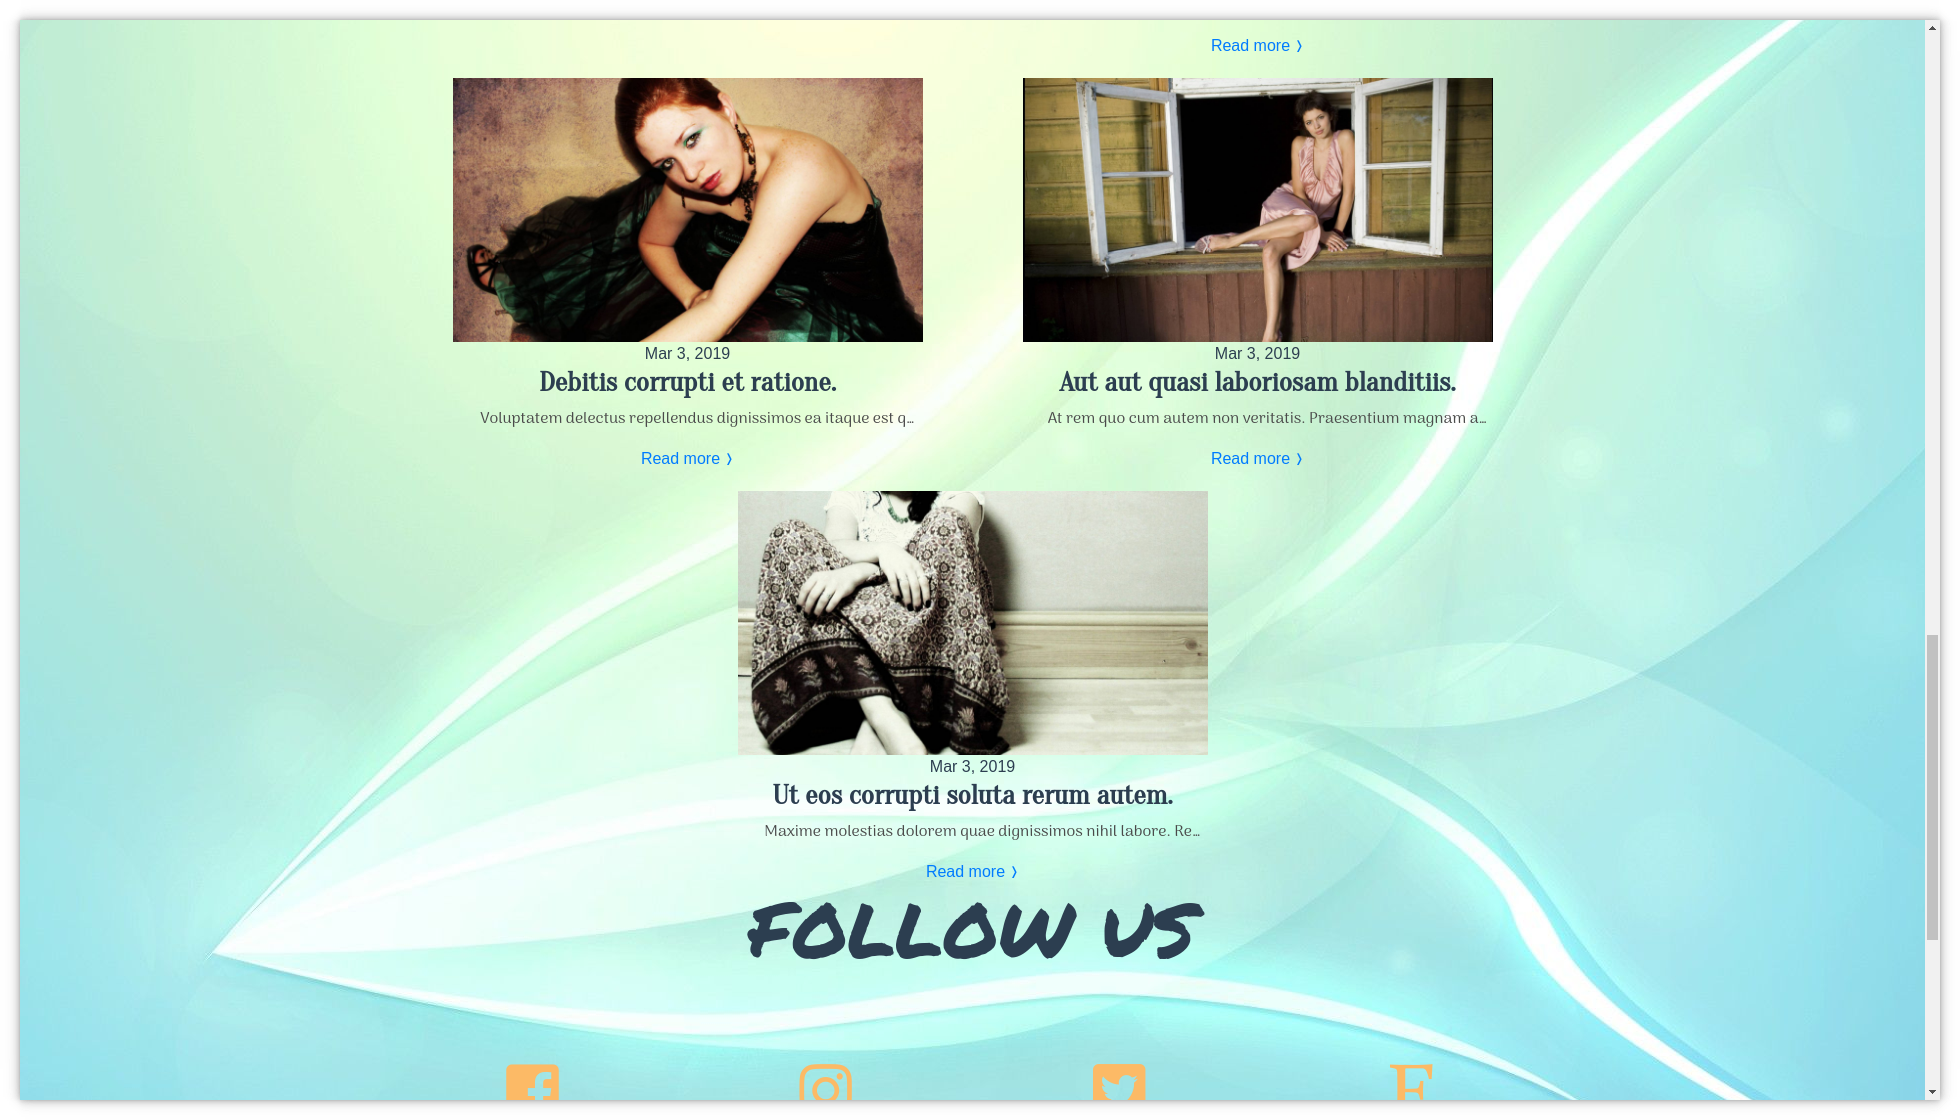 Read more ⟩
Mar 3, 2019
Debitis corrupti et ratione.
Voluptatem delectus repellendus dignissimos ea itaque est q…
Read more ⟩
Mar 3, 2019
Aut aut quasi laboriosam blanditiis.
At rem quo cum autem non veritatis. Praesentium magnam a…
Read more ⟩
Mar 3, 2019
Ut eos corrupti soluta rerum autem.
Maxime molestias dolorem quae dignissimos nihil labore. Re…
Read more ⟩
FOLLOW US